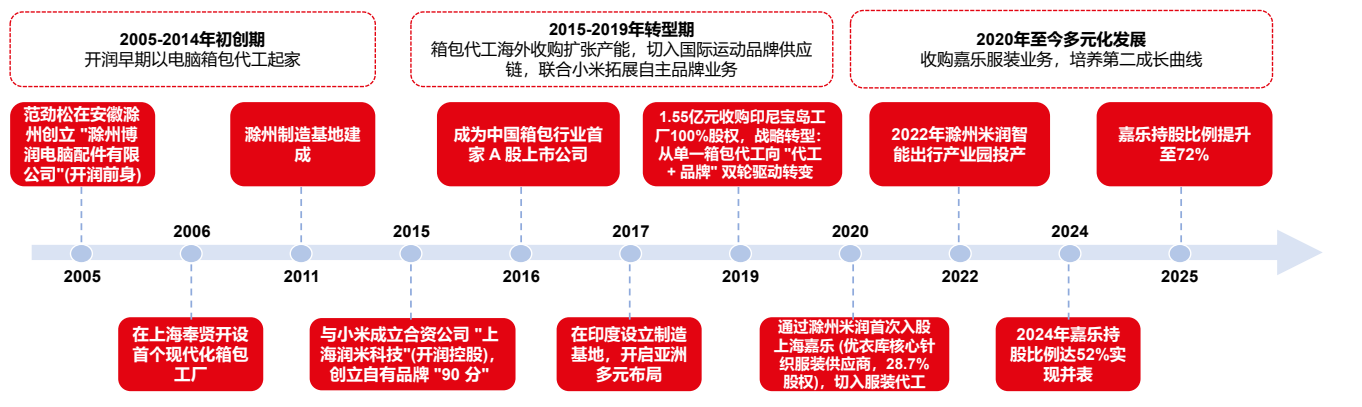 2005-2014年初创期
开润早期以电脑箱包代工起家
2015-2019年转型期
箱包代工海外收购扩张产能，切入国际运动品牌供应
链，联合小米拓展自主品牌业务
2020年至今多元化发展
收购嘉乐服装业务，培养第二成长曲线
范劲松在安徽滁
州创立 "滁州博
润电脑配件有限
公司"(开润前身)
滁州制造基地建
成
成为中国箱包行业首
家 A 股上市公司
1.55亿元收购印尼宝岛工
厂100%股权，战略转型：
从单一箱包代工向 "代工
+ 品牌" 双轮驱动转变
2022年滁州米润智
能出行产业园投产
嘉乐持股比例提升
至72%
2006
2015
2017
2020
2024
2005
2011
2016
2019
2022
2025
在上海奉贤开设
首个现代化箱包
工厂
与小米成立合资公司 "上
海润米科技"(开润控股)，
创立自有品牌 "90 分"
在印度设立制造
基地，开启亚洲
多元布局
通过滁州米润首次入股
上海嘉乐 (优衣库核心针
织服装供应商，28.7%
股权)，切入服装代工
2024年嘉乐持
股比例达52%实
现并表